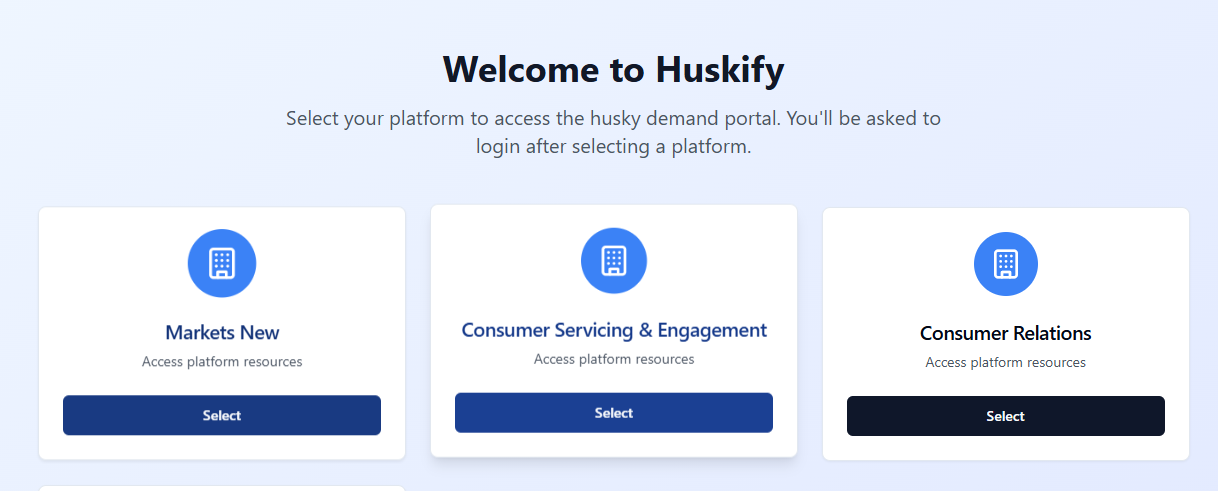 Welcome to Huskify
Select your platform to access the husky demand portal. You'll be asked to
login after selecting a platform.
Markets New
Access platform resources
Select
Consumer Servicing & Engagement
Access platform resources
Select
Consumer Relations
Access platform resources
Select